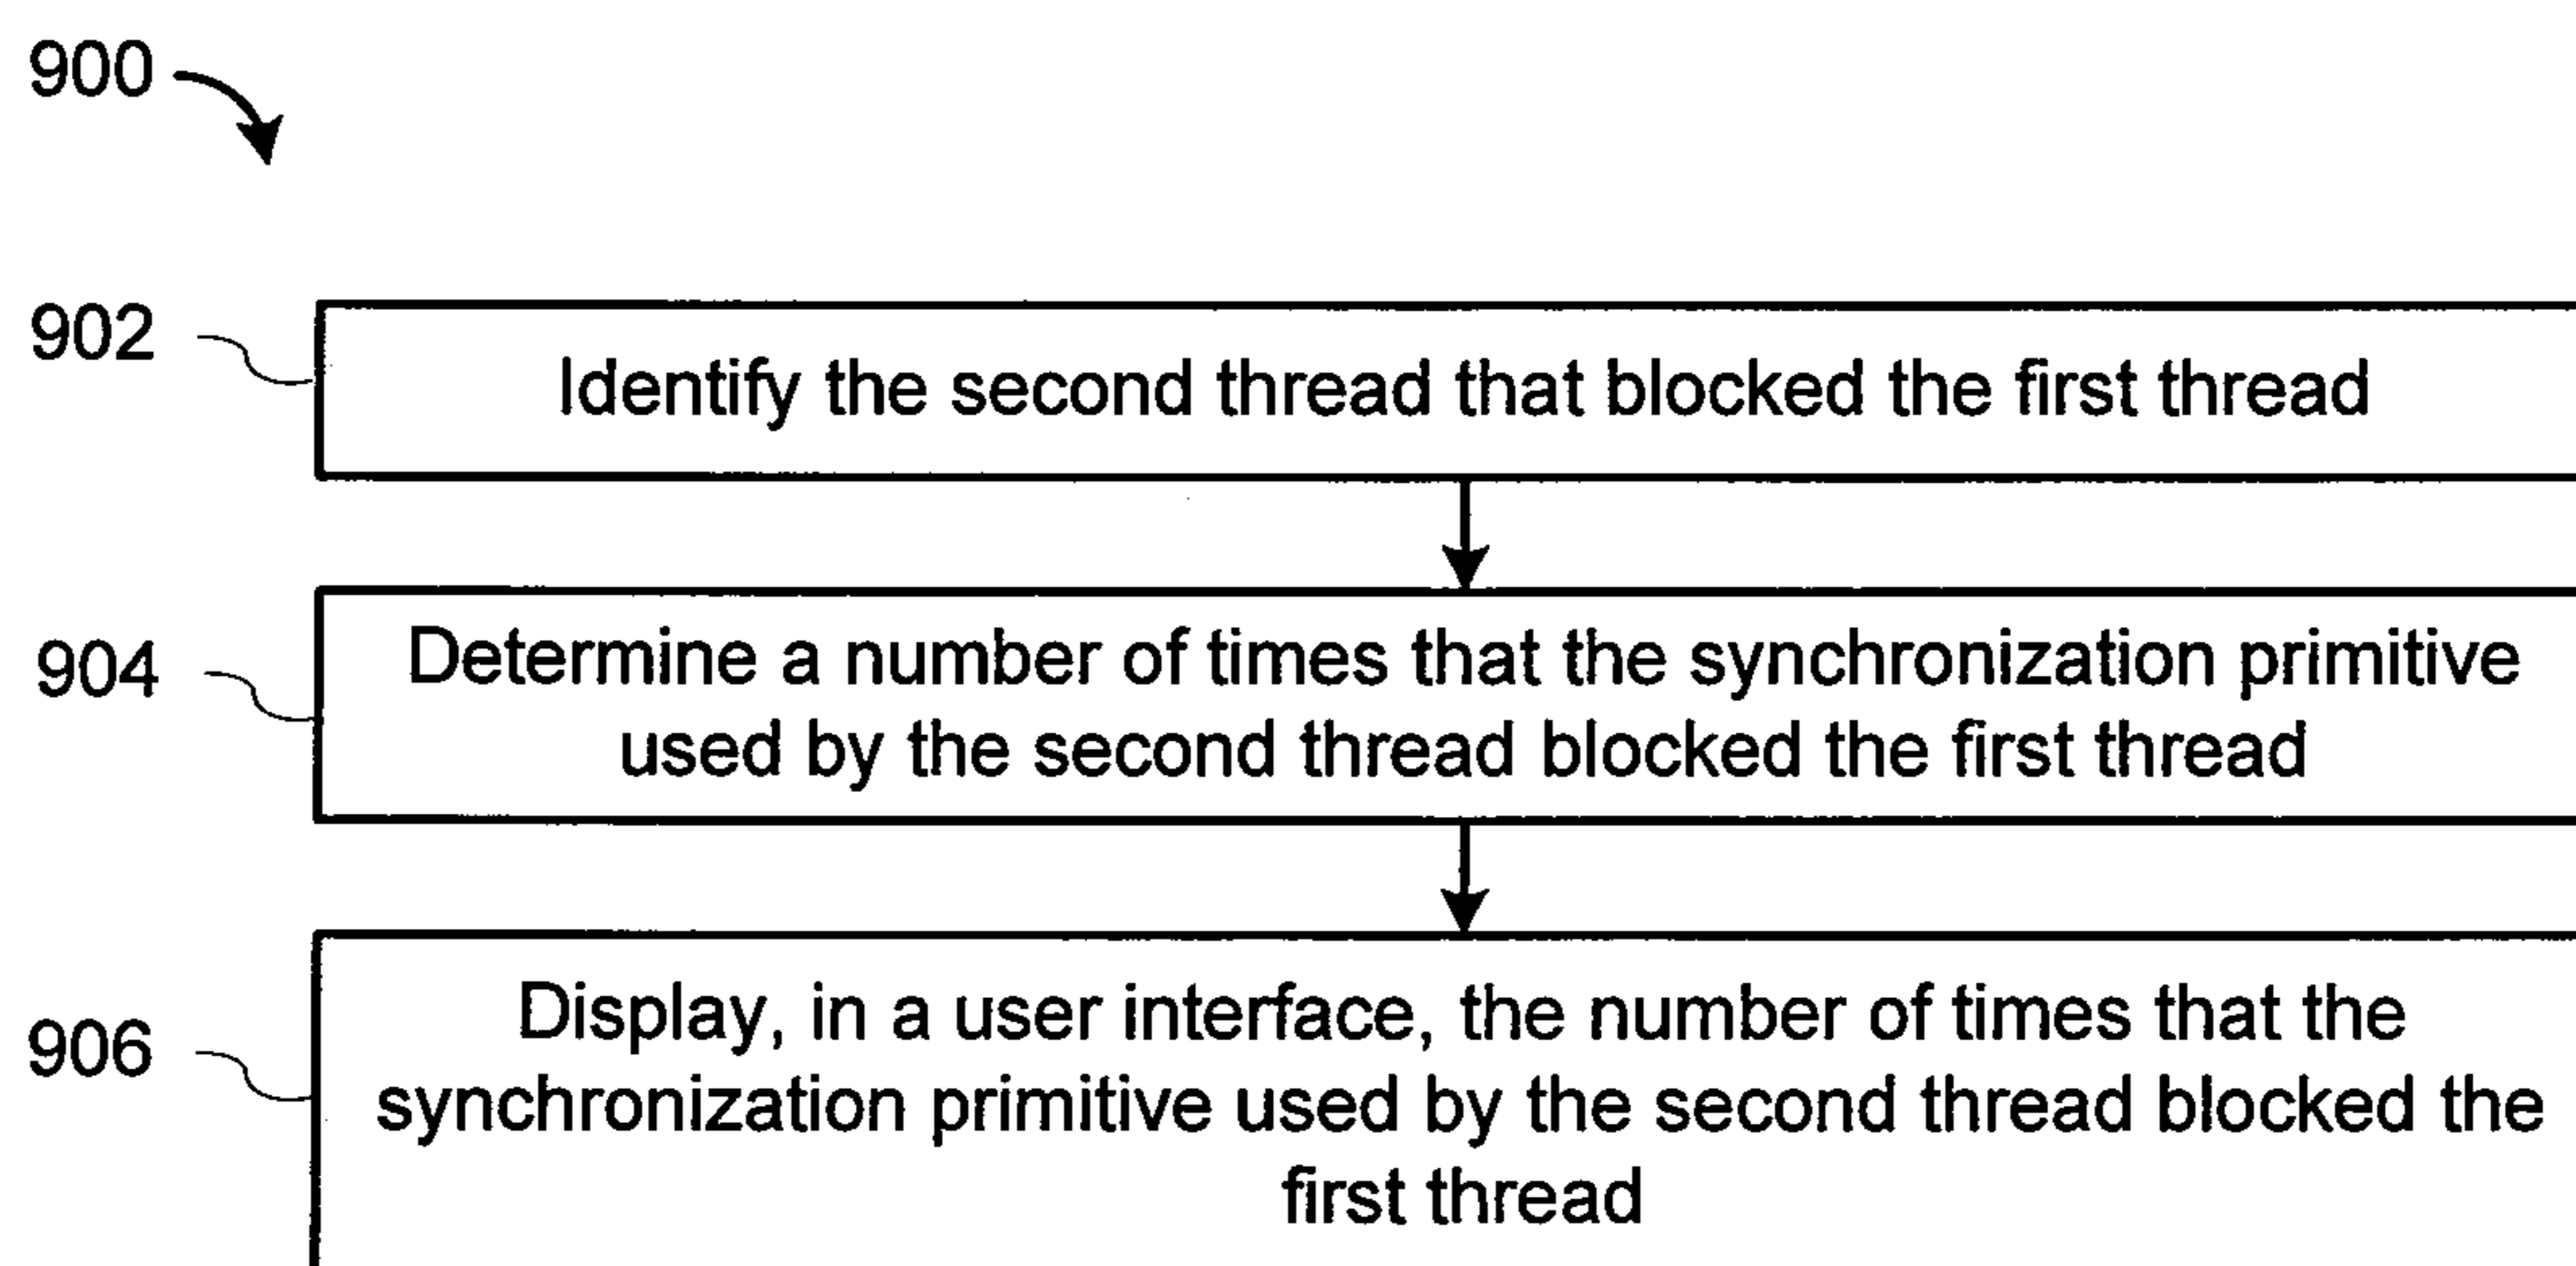 900
902
Identify the second thread that blocked the first thread
904
Determine a number of times that the synchronization primitive
used by the second thread blocked the first thread
906
Display, in a user interface, the number of times that the
synchronization primitive used by the second thread blocked the
first thread